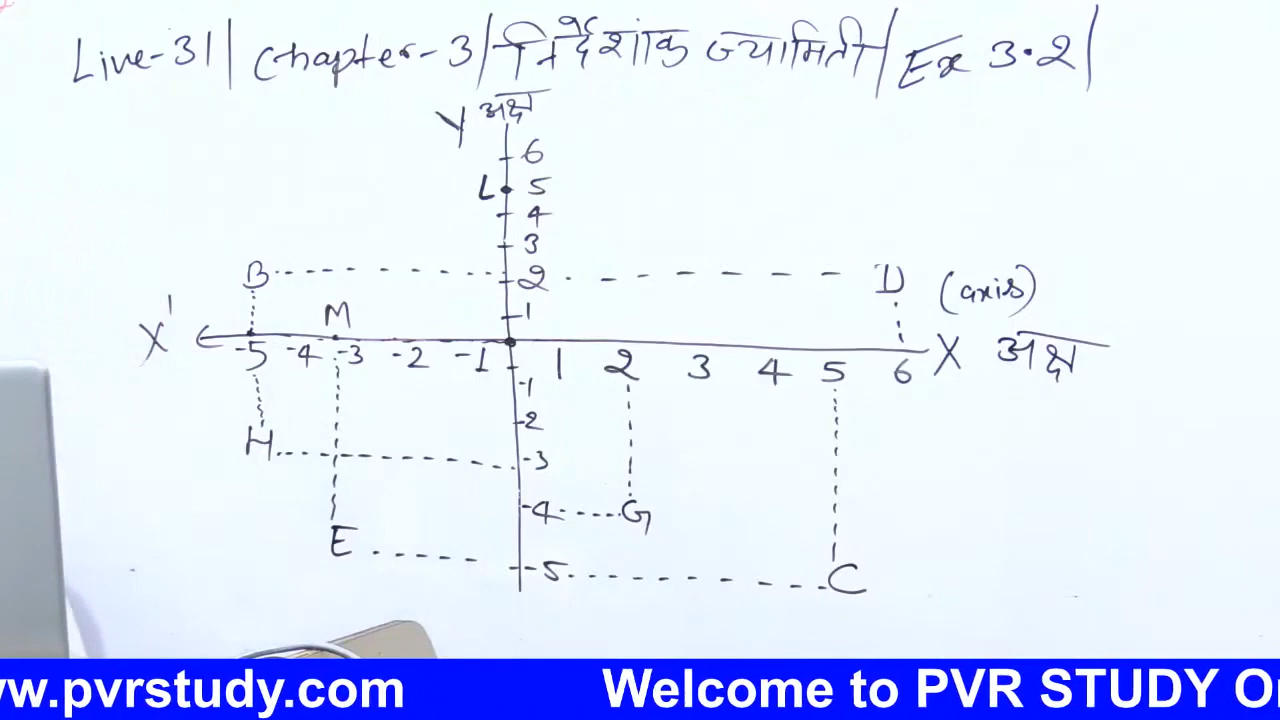 Live-31| Chapter-3| निर्देशांक ज्यामिती| Ex 3.2|
Y अक्ष
6
L 5
4
3
B 2 D (axis)
1
M
X' -5 -4 -3 -2 -1 1 2 3 4 5 6 X अक्ष
-1
-2
H -3
-4 G
E
-5 C
www.pvrstudy.com Welcome to PVR STUDY